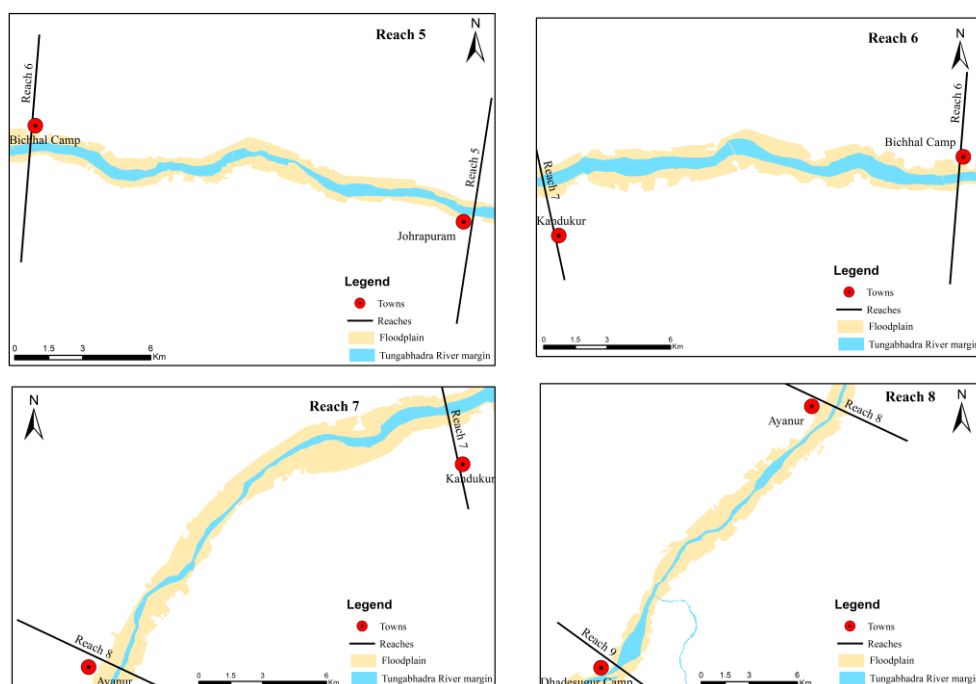 N
Reach 5
Reach 6
Bichhal Camp
Reach 5
Johrapuram
Legend
Towns
Reaches
Floodplain
Tungabhadra River margin
0 1.5 3 6
Km
N
Reach 6
Reach 6
Bichhal Camp
Reach 7
Kandukur
Legend
Towns
Reaches
Floodplain
Tungabhadra River margin
0 1.5 3 6
Km
N
Reach 7
Reach 7
Kandukur
Legend
Towns
Reaches
Floodplain
Tungabhadra River margin
Reach 8
Ayanur
0 1.5 3 6
Km
Reach 8
N
Ayanur
Reach 8
Legend
Towns
Reaches
Floodplain
Tungabhadra River margin
Reach 9
Dhadesugur Camp
0 1.5 3 6
Km